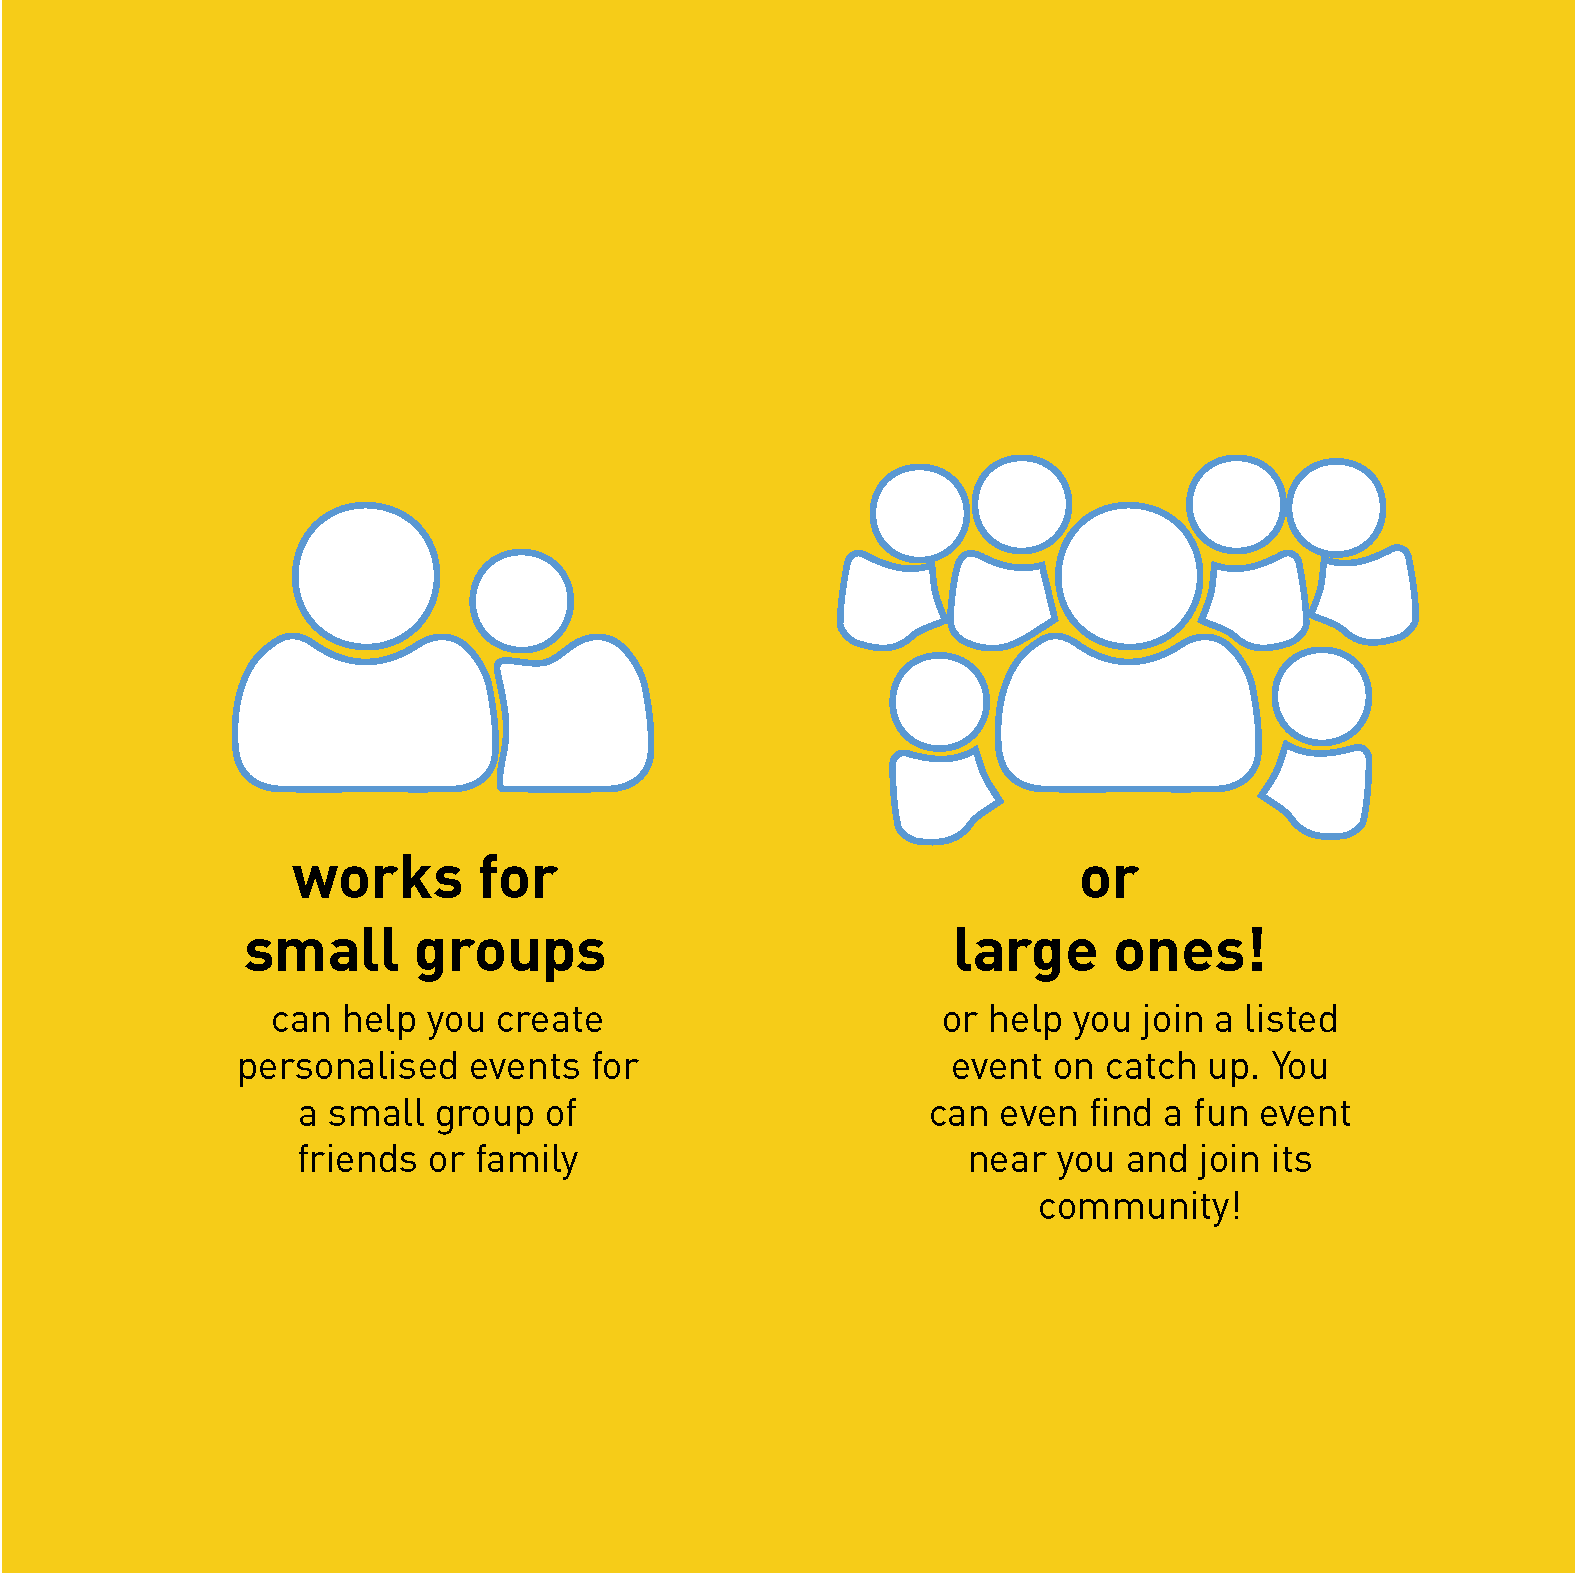 works for
small groups
can help you create
personalised events for
a small group of
friends or family
or
large ones!
or help you join a listed
event on catch up. You
can even find a fun event
near you and join its
community!